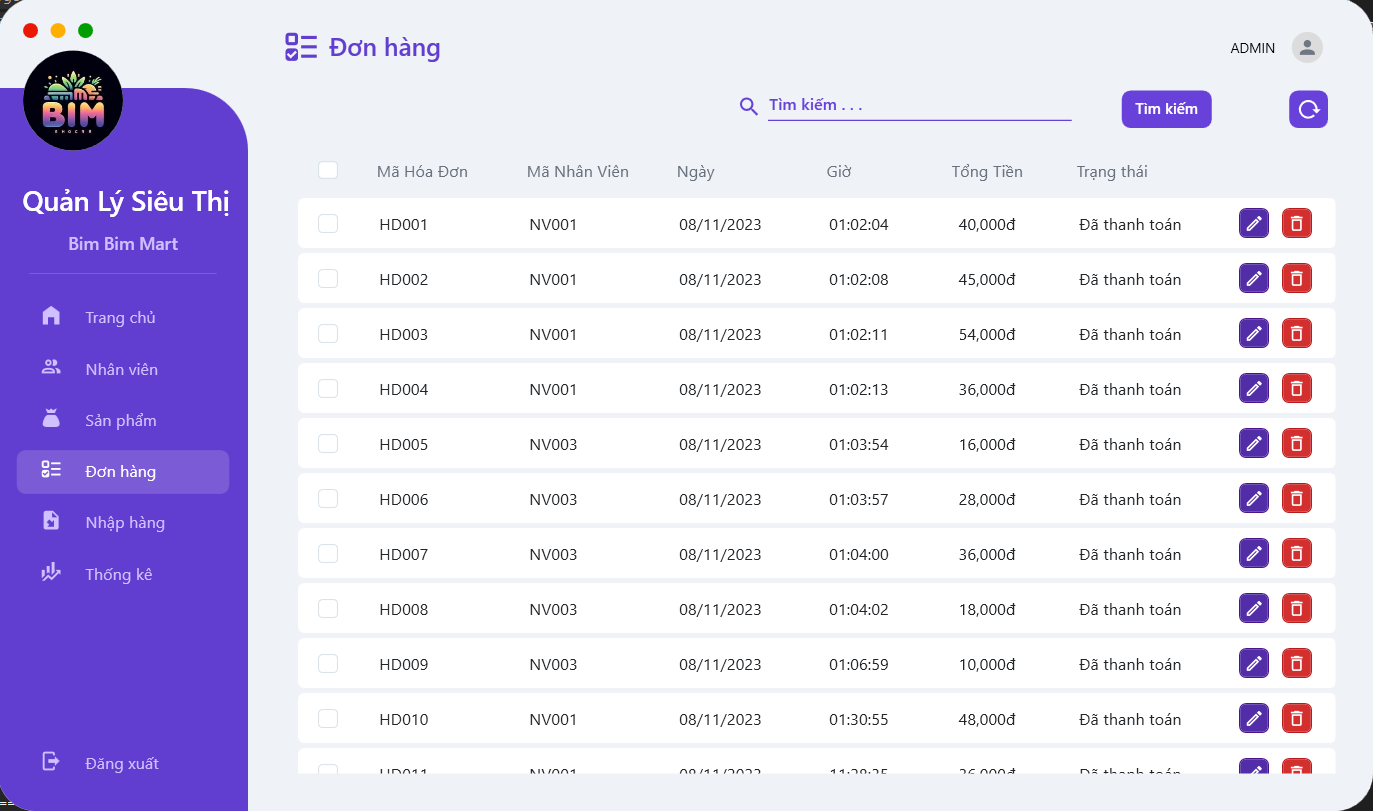 Đơn hàng
ADMIN
BIM
Tìm kiếm . . .
Tìm kiếm
Quản Lý Siêu Thị
Bim Bim Mart
Trang chủ
Nhân viên
Sản phẩm
Đơn hàng
Nhập hàng
Thống kê
Đăng xuất
Mã Hóa Đơn Mã Nhân Viên Ngày Giờ Tổng Tiền Trạng thái
HD001 NV001 08/11/2023 01:02:04 40,000đ Đã thanh toán
HD002 NV001 08/11/2023 01:02:08 45,000đ Đã thanh toán
HD003 NV001 08/11/2023 01:02:11 54,000đ Đã thanh toán
HD004 NV001 08/11/2023 01:02:13 36,000đ Đã thanh toán
HD005 NV003 08/11/2023 01:03:54 16,000đ Đã thanh toán
HD006 NV003 08/11/2023 01:03:57 28,000đ Đã thanh toán
HD007 NV003 08/11/2023 01:04:00 36,000đ Đã thanh toán
HD008 NV003 08/11/2023 01:04:02 18,000đ Đã thanh toán
HD009 NV003 08/11/2023 01:06:59 10,000đ Đã thanh toán
HD010 NV001 08/11/2023 01:30:55 48,000đ Đã thanh toán
HD011 NV001 Đã thanh toán